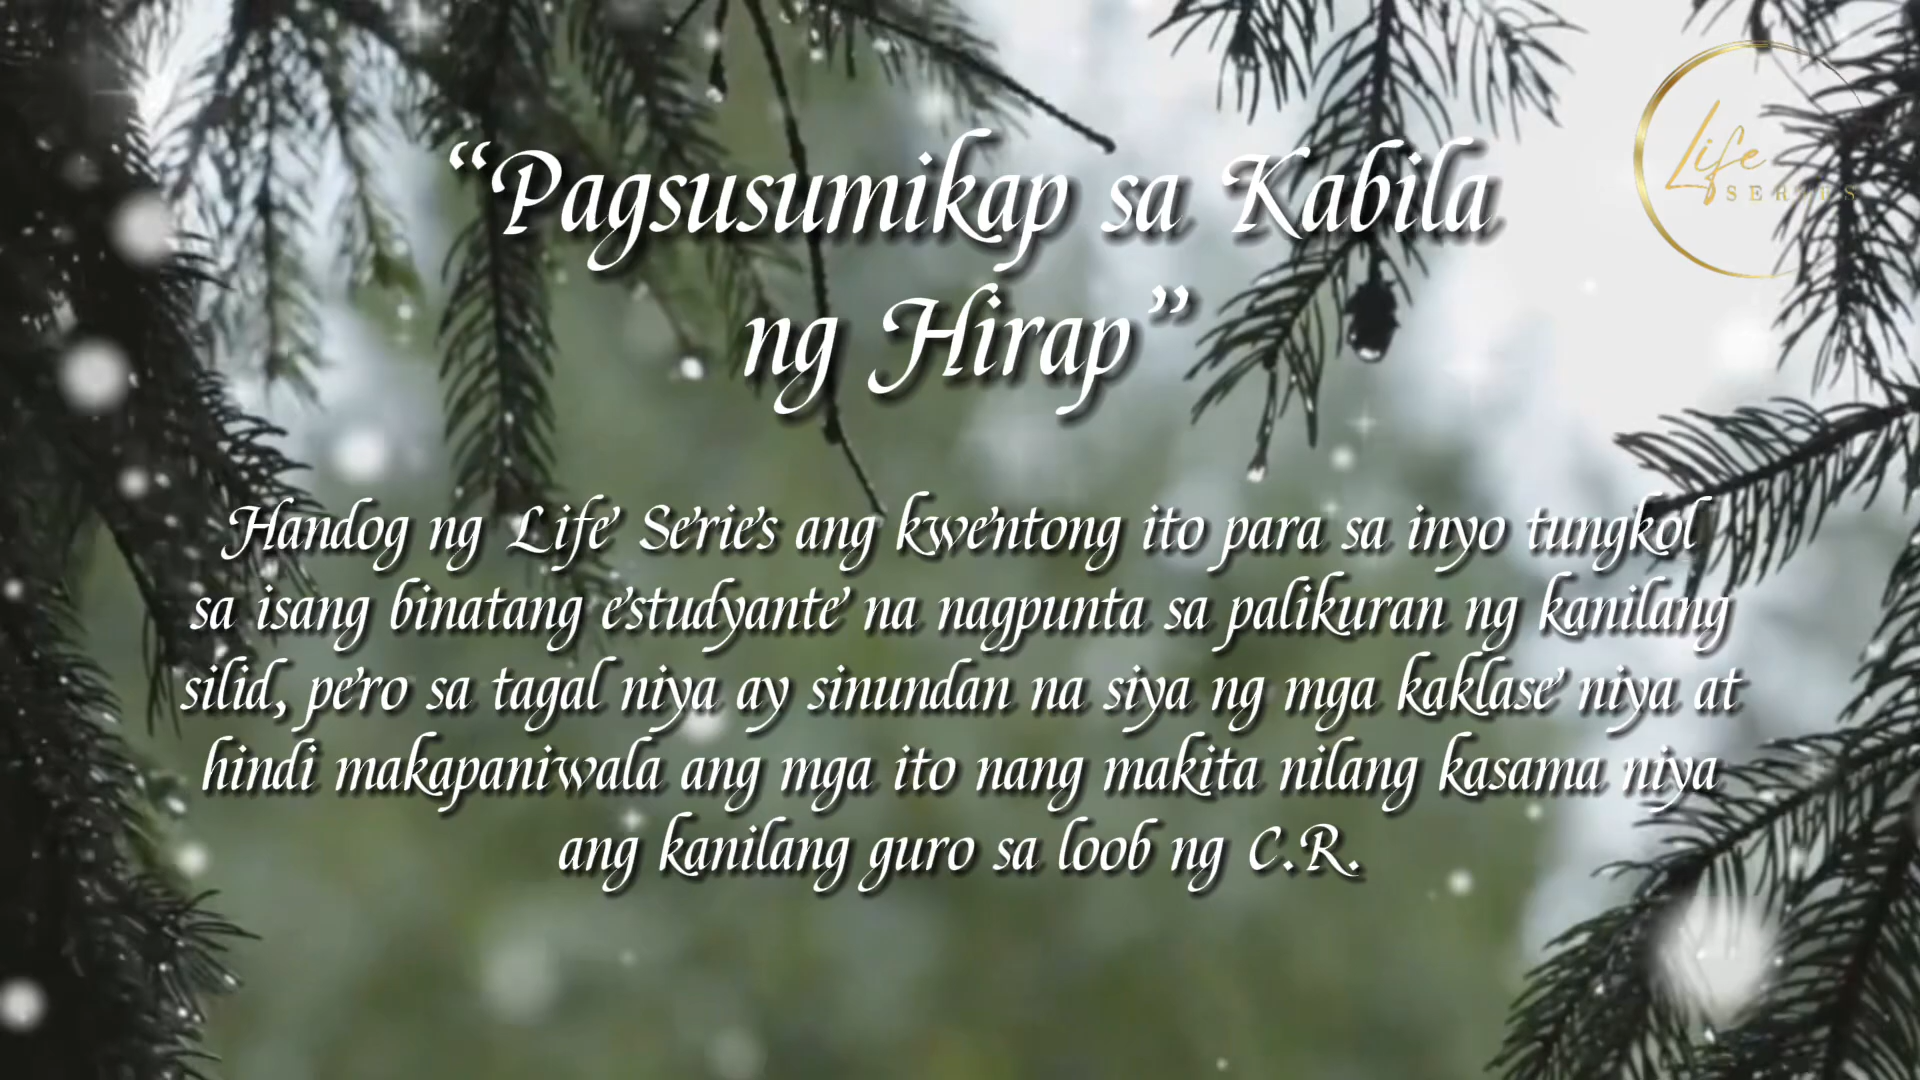 “Pagsusumikap sa Kabila
ng Hirap”
Life
SERIES
Handog ng Life Series ang kwentong ito para sa inyo tungkol
sa isang binatang estudyante na nagpunta sa palikuran ng kanilang
silid, pero sa tagal niya ay sinundan na siya ng mga kaklase niya at
hindi makapaniwala ang mga ito nang makita nilang kasama niya
ang kanilang guro sa loob ng C.R.